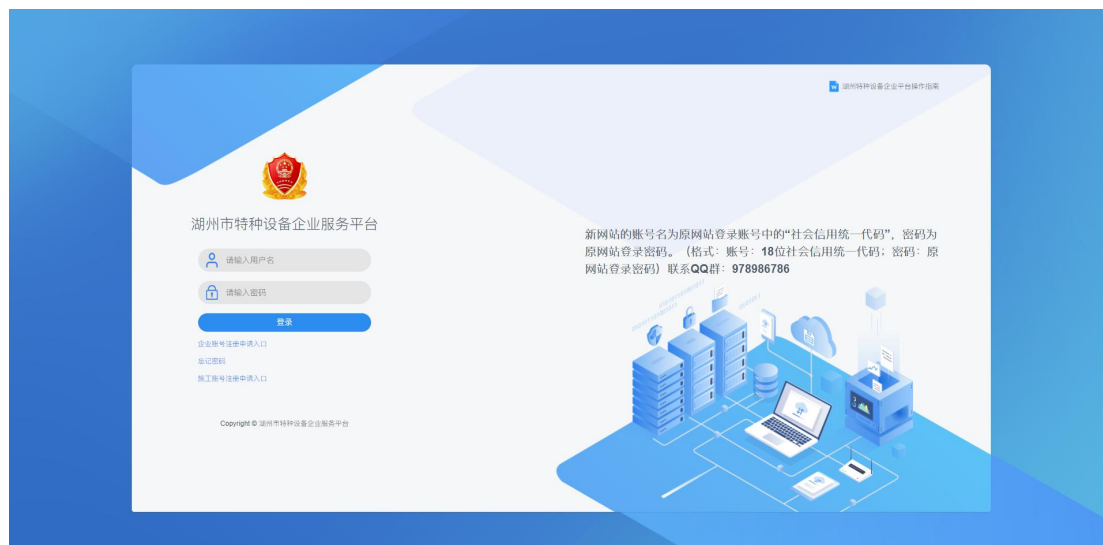 湖州特种设备企业平台操作指南
湖州市特种设备企业服务平台
请输入用户名
请输入密码
登录
企业账号注册申请入口
忘记密码
施工账号注册申请入口
Copyright © 湖州市特种设备企业服务平台
新网站的账号名为原网站登录账号中的“社会信用统一代码”，密码为
原网站登录密码。（格式：账号：18位社会信用统一代码；密码：原
网站登录密码）联系QQ群：978986786